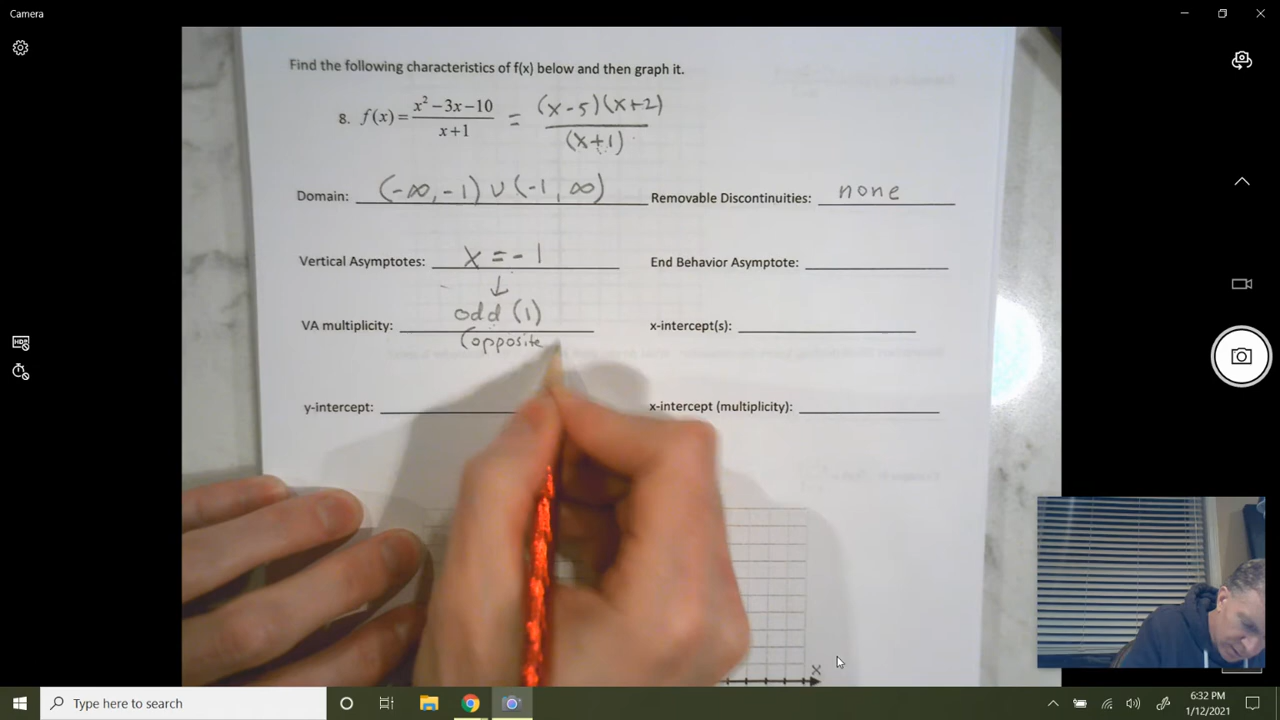 Camera
Find the following characteristics of f(x) below and then graph it.
8. f(x) = x² − 3x − 10 / x + 1 = (x-5)(x+2) / (x+1)
Domain: (-∞, -1) ∪ (-1, ∞) Removable Discontinuities: none
Vertical Asymptotes: x = -1 End Behavior Asymptote:
↓
VA multiplicity: odd (1) x-intercept(s):
(opposite
y-intercept: x-intercept (multiplicity):
x
HDR
Type here to search
6:32 PM
1/12/2021